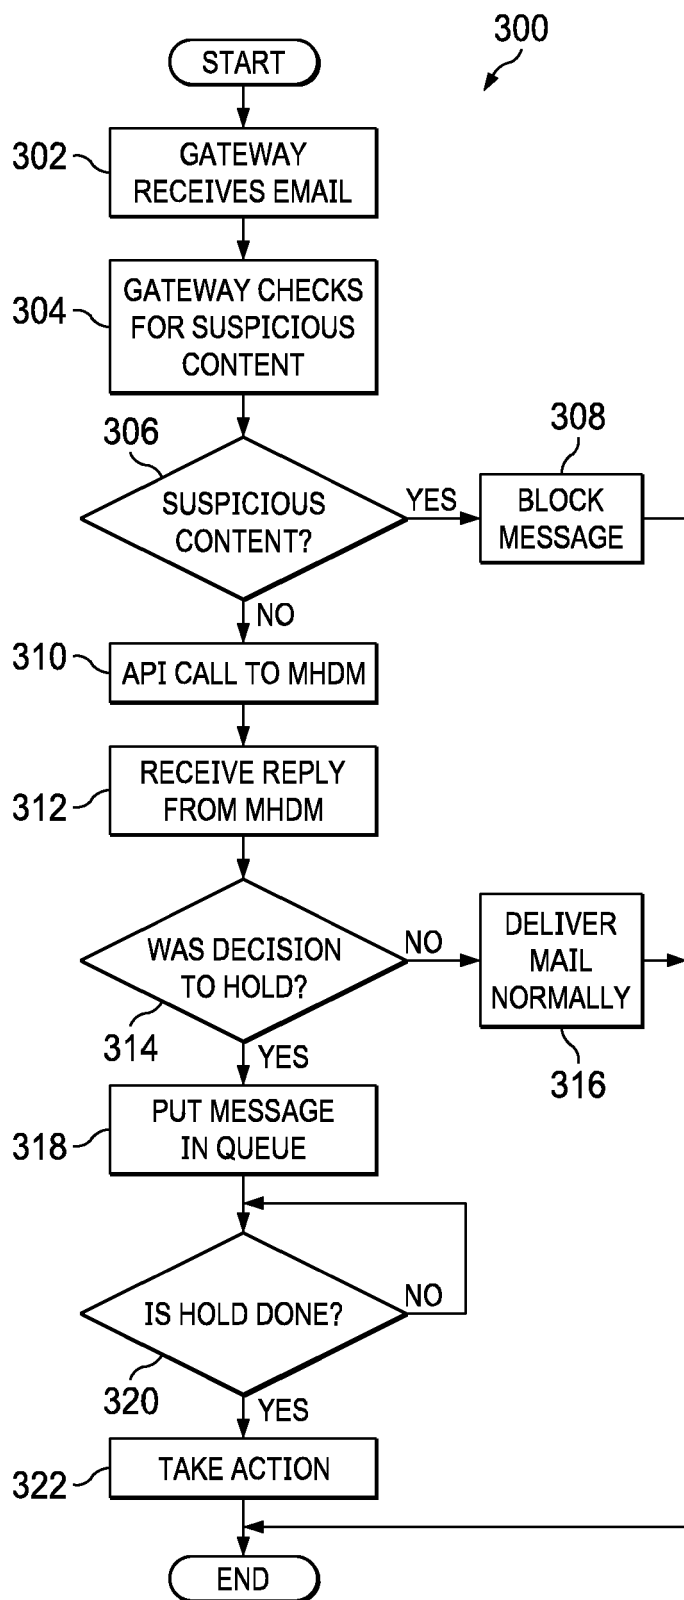 300
START
302
GATEWAY
RECEIVES EMAIL
304
GATEWAY CHECKS
FOR SUSPICIOUS
CONTENT
306
SUSPICIOUS
CONTENT?
YES
308
BLOCK
MESSAGE
NO
310
API CALL TO MHDM
312
RECEIVE REPLY
FROM MHDM
314
WAS DECISION
TO HOLD?
NO
DELIVER
MAIL
NORMALLY
316
YES
318
PUT MESSAGE
IN QUEUE
IS HOLD DONE?
NO
320
YES
322
TAKE ACTION
END